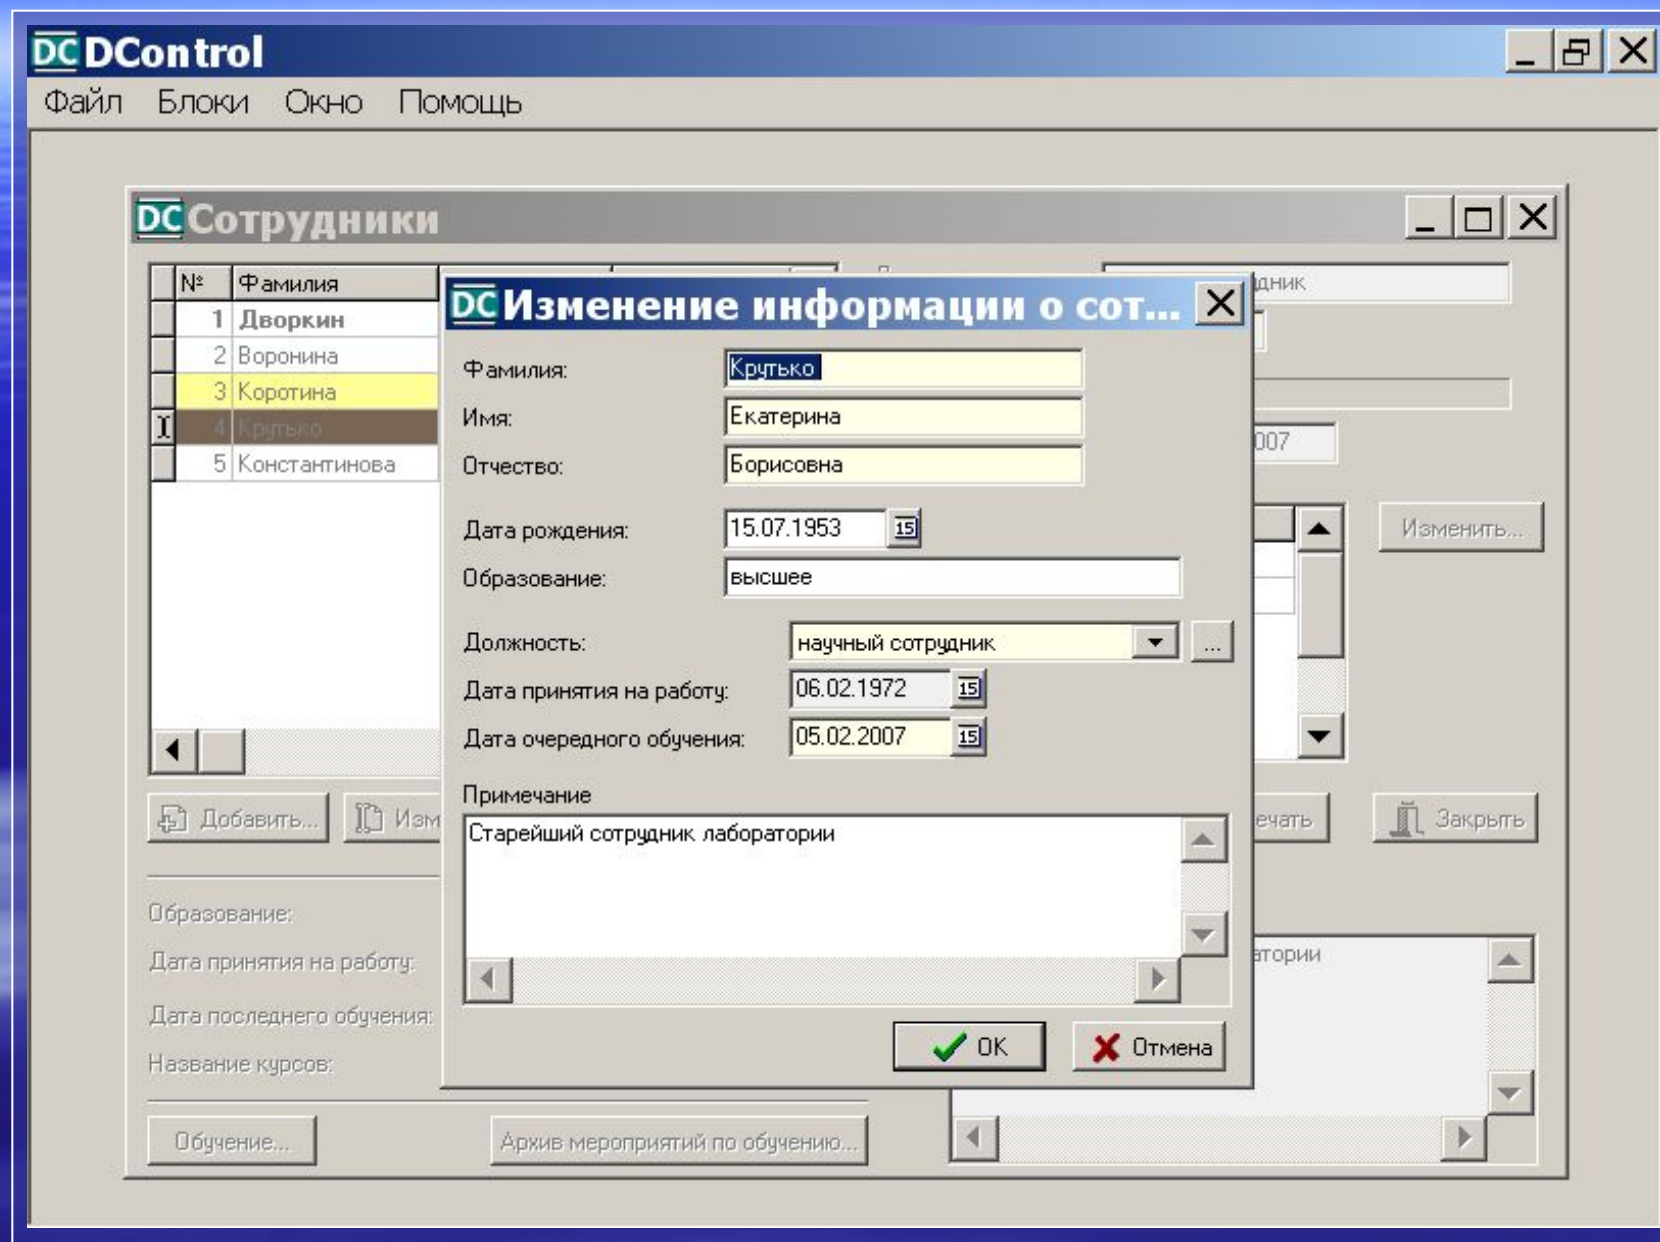 DC DControl
Файл Блоки Окно Помощь
DC Сотрудники
№ Фамилия
1 Дворкин
2 Воронина
3 Коротина
4 Крутько
5 Константинова
007
Изменить...
Добавить...
Закрыть
Образование:
Дата принятия на работу:
Дата последнего обучения:
Название курсов:
Обучение...
Архив мероприятий по обучению...
DC Изменение информации о сот...
Фамилия: Крутько
Имя: Екатерина
Отчество: Борисовна
Дата рождения: 15.07.1953 15
Образование: высшее
Должность: научный сотрудник ...
Дата принятия на работу: 06.02.1972 15
Дата очередного обучения: 05.02.2007 15
Примечание
Старейший сотрудник лаборатории
OK
Отмена